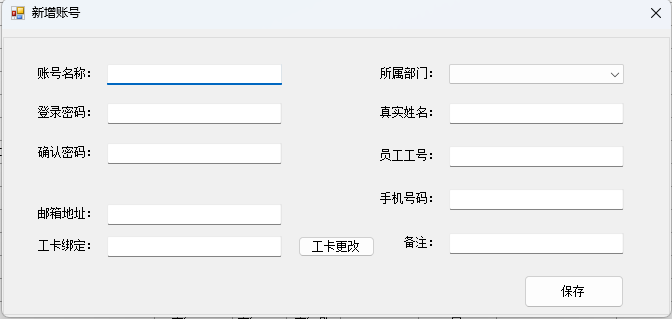 新增账号
账号名称：
所属部门：
登录密码：
真实姓名：
确认密码：
员工工号：
手机号码：
邮箱地址：
工卡绑定：
工卡更改
备注：
保存